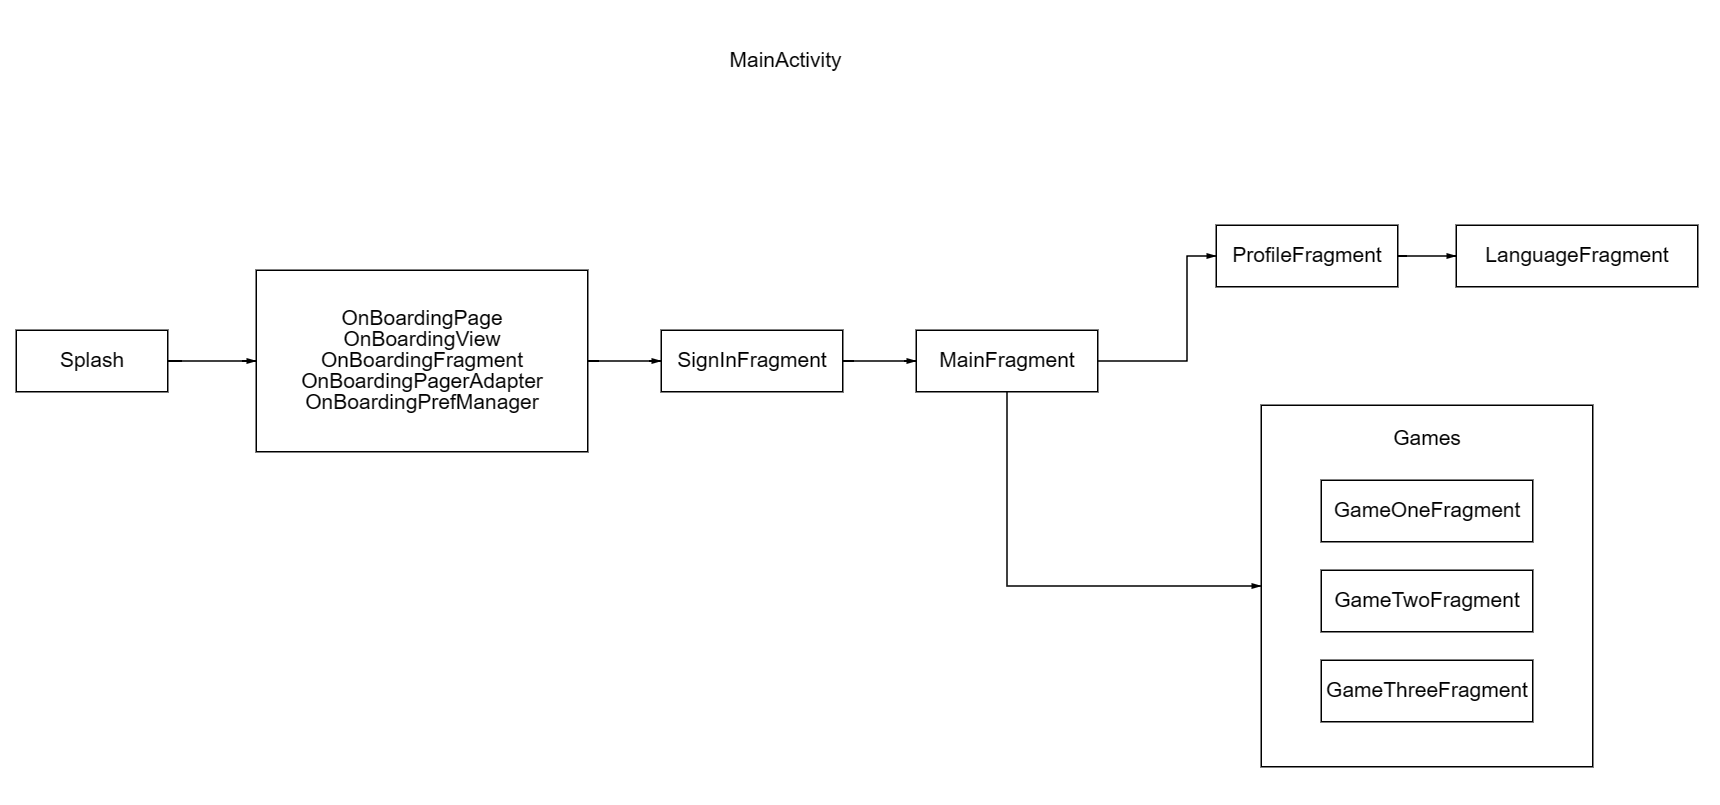 MainActivity
Splash
OnBoardingPage
OnBoardingView
OnBoardingFragment
OnBoardingPagerAdapter
OnBoardingPrefManager
SignInFragment
MainFragment
ProfileFragment
LanguageFragment
Games
GameOneFragment
GameTwoFragment
GameThreeFragment